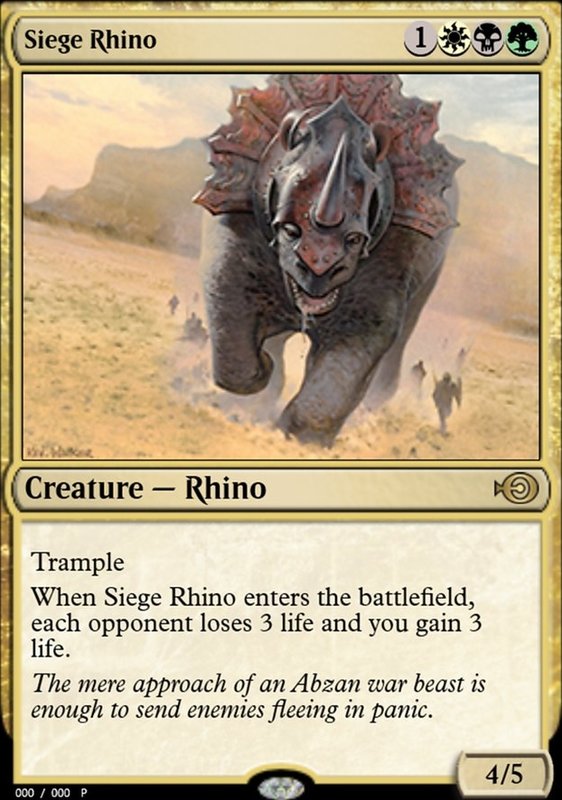 Siege Rhino
1
Creature — Rhino
Trample
When Siege Rhino enters the battlefield,
each opponent loses 3 life and you gain 3
life.
The mere approach of an Abzan war beast is
enough to send enemies fleeing in panic.
4/5
000 / 000 P